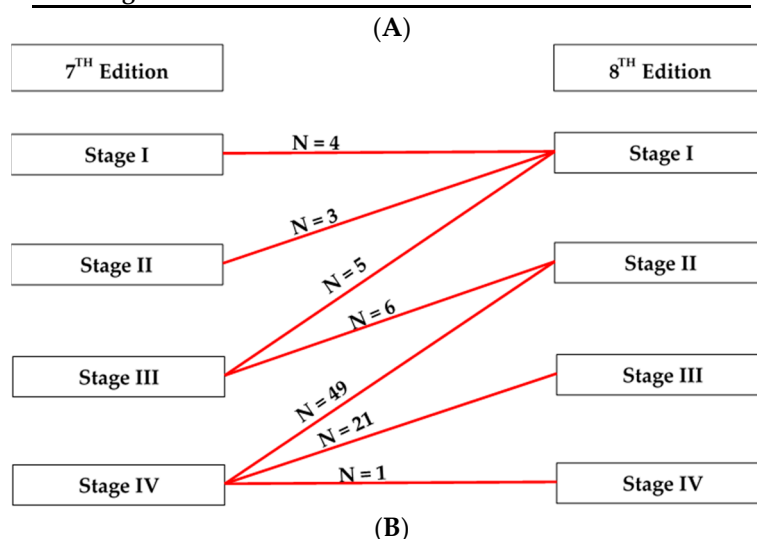 (A)
7TH Edition 8TH Edition
Stage I N = 4 Stage I
N = 3
Stage II N = 5 Stage II
N = 6
Stage III N = 49 Stage III
N = 21
Stage IV N = 1 Stage IV
(B)